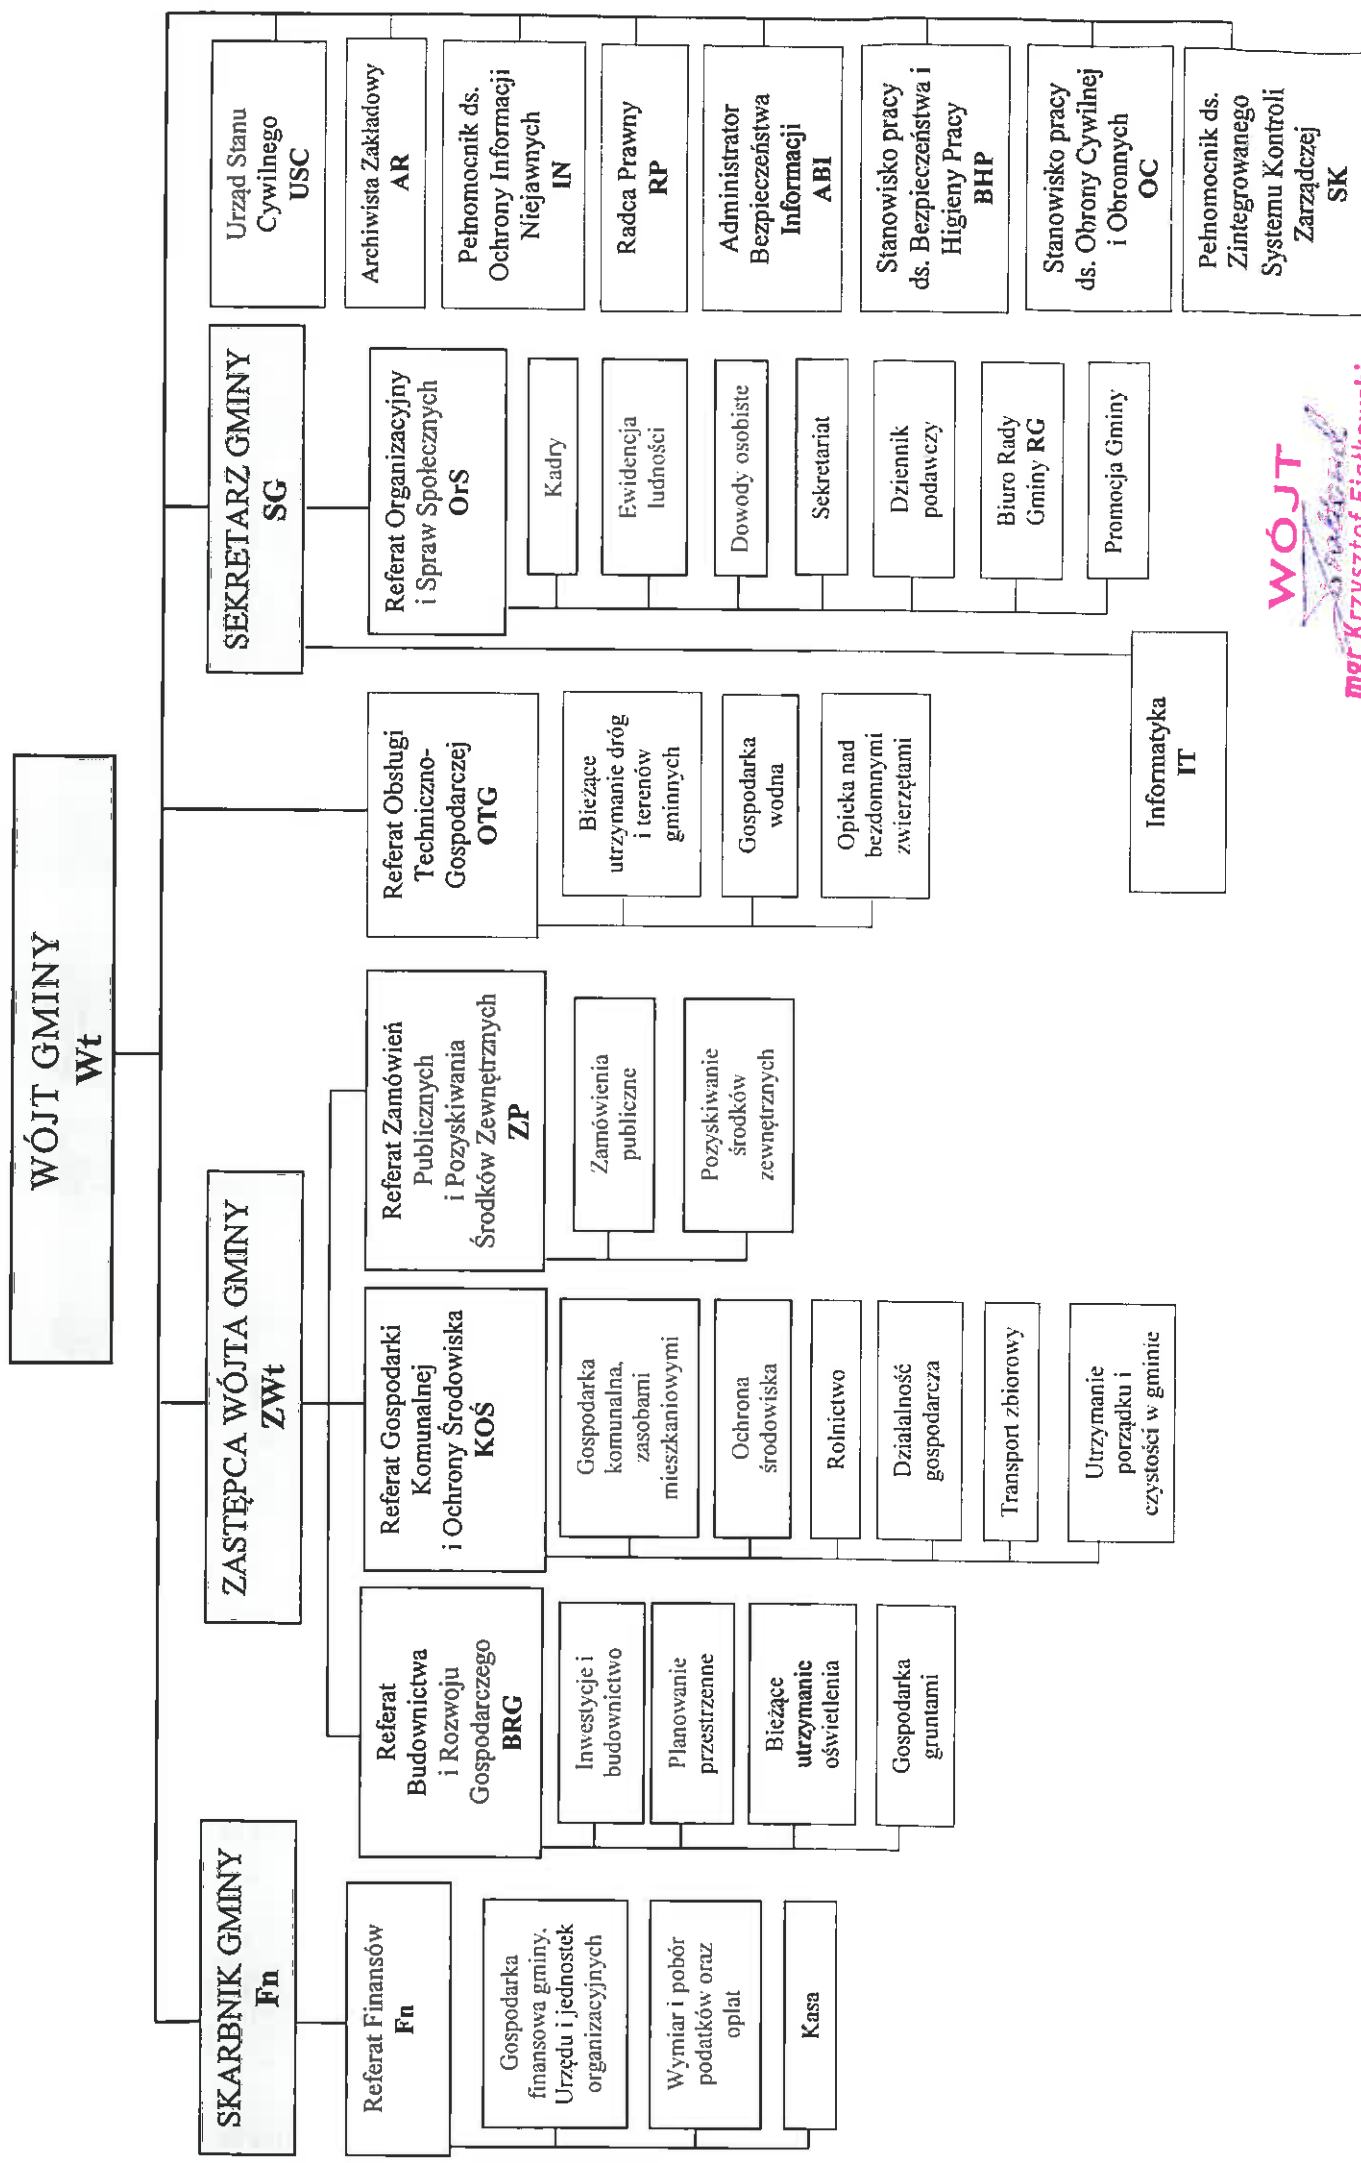 WÓJT GMINY
Wt
SKARBNIK GMINY
Fn
ZASTĘPCA WÓJTA GMINY
ZWt
SEKRETARZ GMINY
SG
Referat Finansów
Fn
Gospodarka
finansowa gminy.
Urzędu i jednostek
organizacyjnych
Wymiar i pobór
podatków oraz
opłat
Kasa
Referat
Budownictwa
i Rozwoju
Gospodarczego
BRG
Inwestycje i
budownictwo
Planowanie
przestrzenne
Bieżące
utrzymanie
oświetlenia
Gospodarka
gruntami
Referat Gospodarki
Komunalnej
i Ochrony Środowiska
KOŚ
Gospodarka
komunalna,
zasobami
mieszkaniowymi
Ochrona
środowiska
Rolnictwo
Działalność
gospodarcza
Transport zbiorowy
Utrzymanie
porządku i
czystości w gminie
Referat Zamówień
Publicznych
i Pozyskiwania
Środków Zewnętrznych
ZP
Zamówienia
publiczne
Pozyskiwanie
środków
zewnętrznych
Referat Obsługi
Techniczno-
Gospodarczej
OTG
Bieżące
utrzymanie dróg
i terenów
gminnych
Gospodarka
wodna
Opieka nad
bezdomnymi
zwierzętami
Referat Organizacyjny
i Spraw Społecznych
OrS
Kadry
Ewidencja
ludności
Dowody osobiste
Sekretariat
Dziennik
podawczy
Biuro Rady
Gminy RG
Promocja Gminy
Informatyka
IT
Urząd Stanu
Cywilnego
USC
Archiwista Zakładowy
AR
Pełnomocnik ds.
Ochrony Informacji
Niejawnych
IN
Radca Prawny
RP
Administrator
Bezpieczeństwa
Informacji
ABI
Stanowisko pracy
ds. Bezpieczeństwa i
Higieny Pracy
BHP
Stanowisko pracy
ds. Obrony Cywilnej
i Obronnych
OC
Pełnomocnik ds.
Zintegrowanego
Systemu Kontroli
Zarządczej
SK
WÓJT
mgr Krzysztof